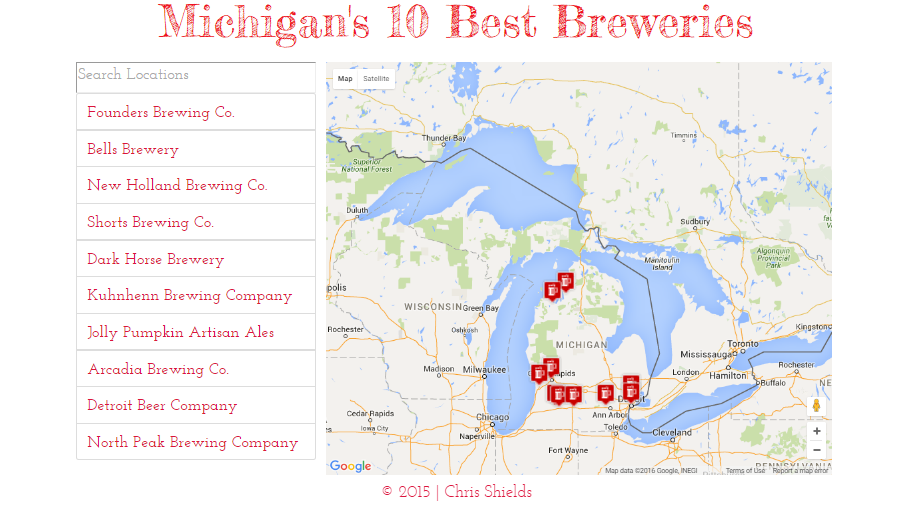 Michigan's 10 Best Breweries
Search Locations
Founders Brewing Co.
Bells Brewery
New Holland Brewing Co.
Shorts Brewing Co.
Dark Horse Brewery
Kuhnhenn Brewing Company
Jolly Pumpkin Artisan Ales
Arcadia Brewing Co.
Detroit Beer Company
North Peak Brewing Company
Map Satellite
Thunder Bay
Timmins
Superior
National Forest
Duluth
Sudbury
Algonquin
Provincial
Park
Manitoulin
Island
WISCONSIN
Green Bay
Kingston
Rochester
Oshkosh
MICHIGAN
Toronto
Mississauga
Rochester
Madison
Milwaukee
London
Hamilton
Buffalo
Cedar Rapids
Iowa City
Chicago
Naperville
Ann Arbor
Toledo
Cleveland
Fort Wayne
PENNSYLVANIA
Google
Map data ©2016 Google, INEGI
Terms of Use
Report a map error
© 2015 | Chris Shields